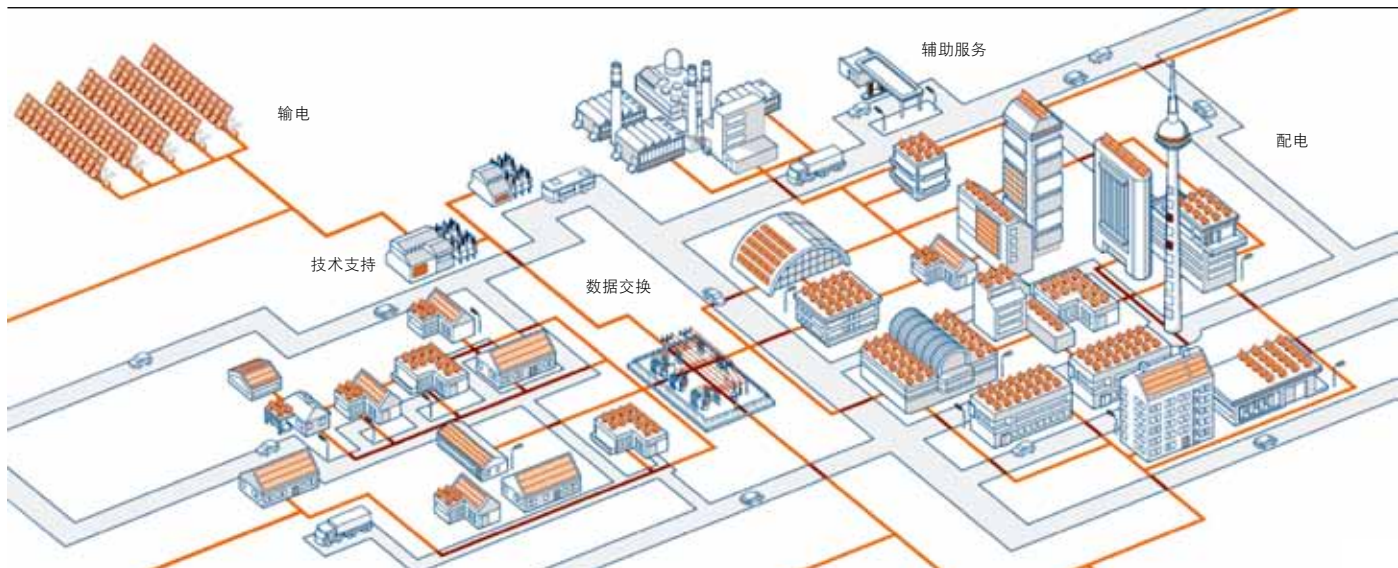 辅助服务
输电
配电
技术支持
数据交换